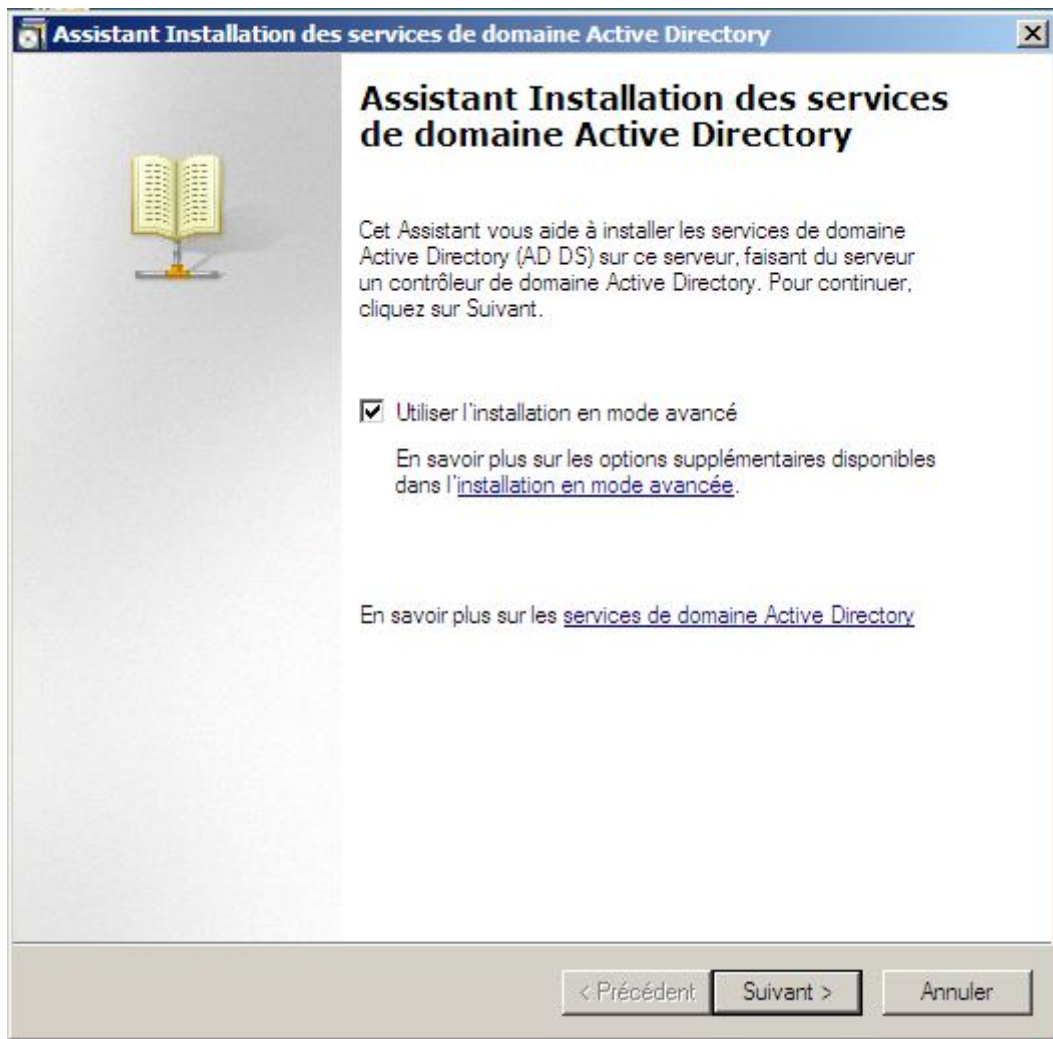 Assistant Installation des services de domaine Active Directory
Assistant Installation des services
de domaine Active Directory
Cet Assistant vous aide à installer les services de domaine
Active Directory (AD DS) sur ce serveur, faisant du serveur
un contrôleur de domaine Active Directory. Pour continuer,
cliquez sur Suivant.
Utiliser l'installation en mode avancé
En savoir plus sur les options supplémentaires disponibles
dans l'installation en mode avancée.
En savoir plus sur les services de domaine Active Directory
< Précédent Suivant > Annuler